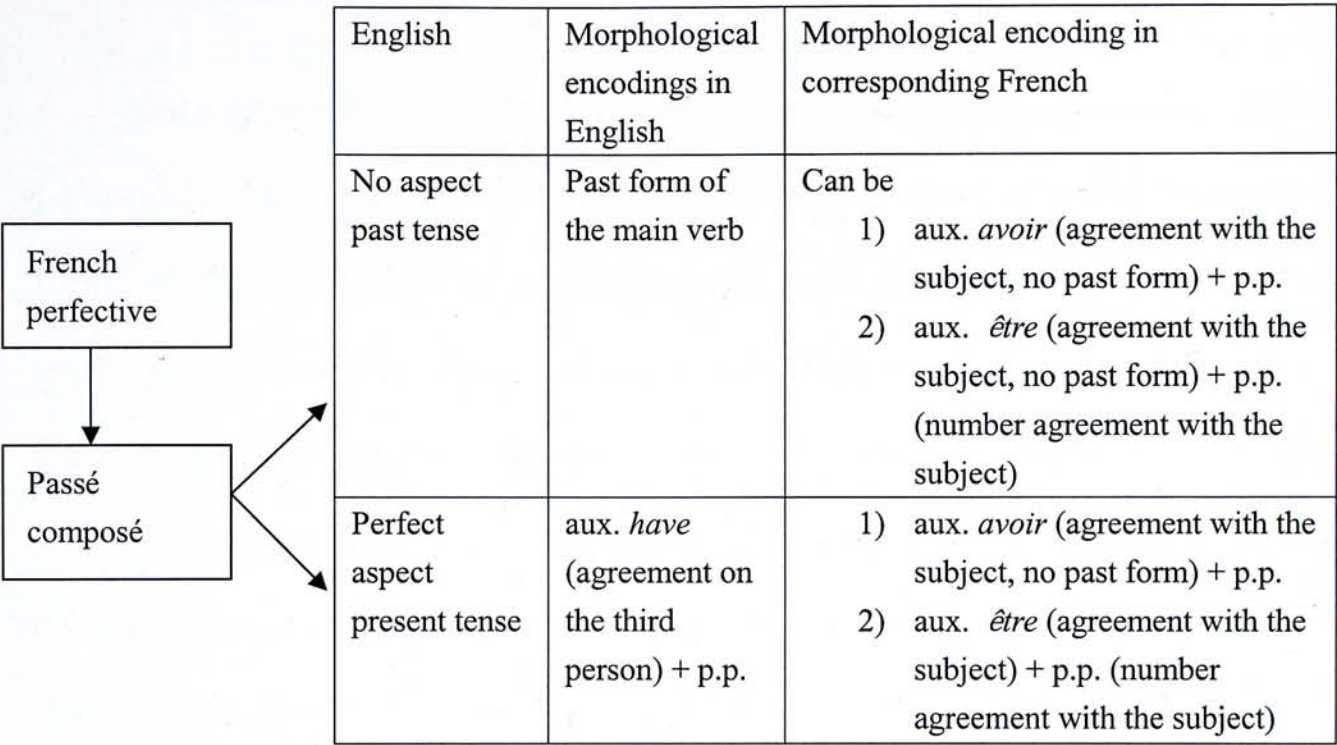 French
perfective
Passé
composé
English
Morphological
encodings in
English
Morphological encoding in
corresponding French
No aspect
past tense
Past form of
the main verb
Can be
1) aux. avoir (agreement with the
subject, no past form) + p.p.
2) aux. être (agreement with the
subject, no past form) + p.p.
(number agreement with the
subject)
Perfect
aspect
present tense
aux. have
(agreement on
the third
person) + p.p.
1) aux. avoir (agreement with the
subject, no past form) + p.p.
2) aux. être (agreement with the
subject) + p.p. (number
agreement with the subject)